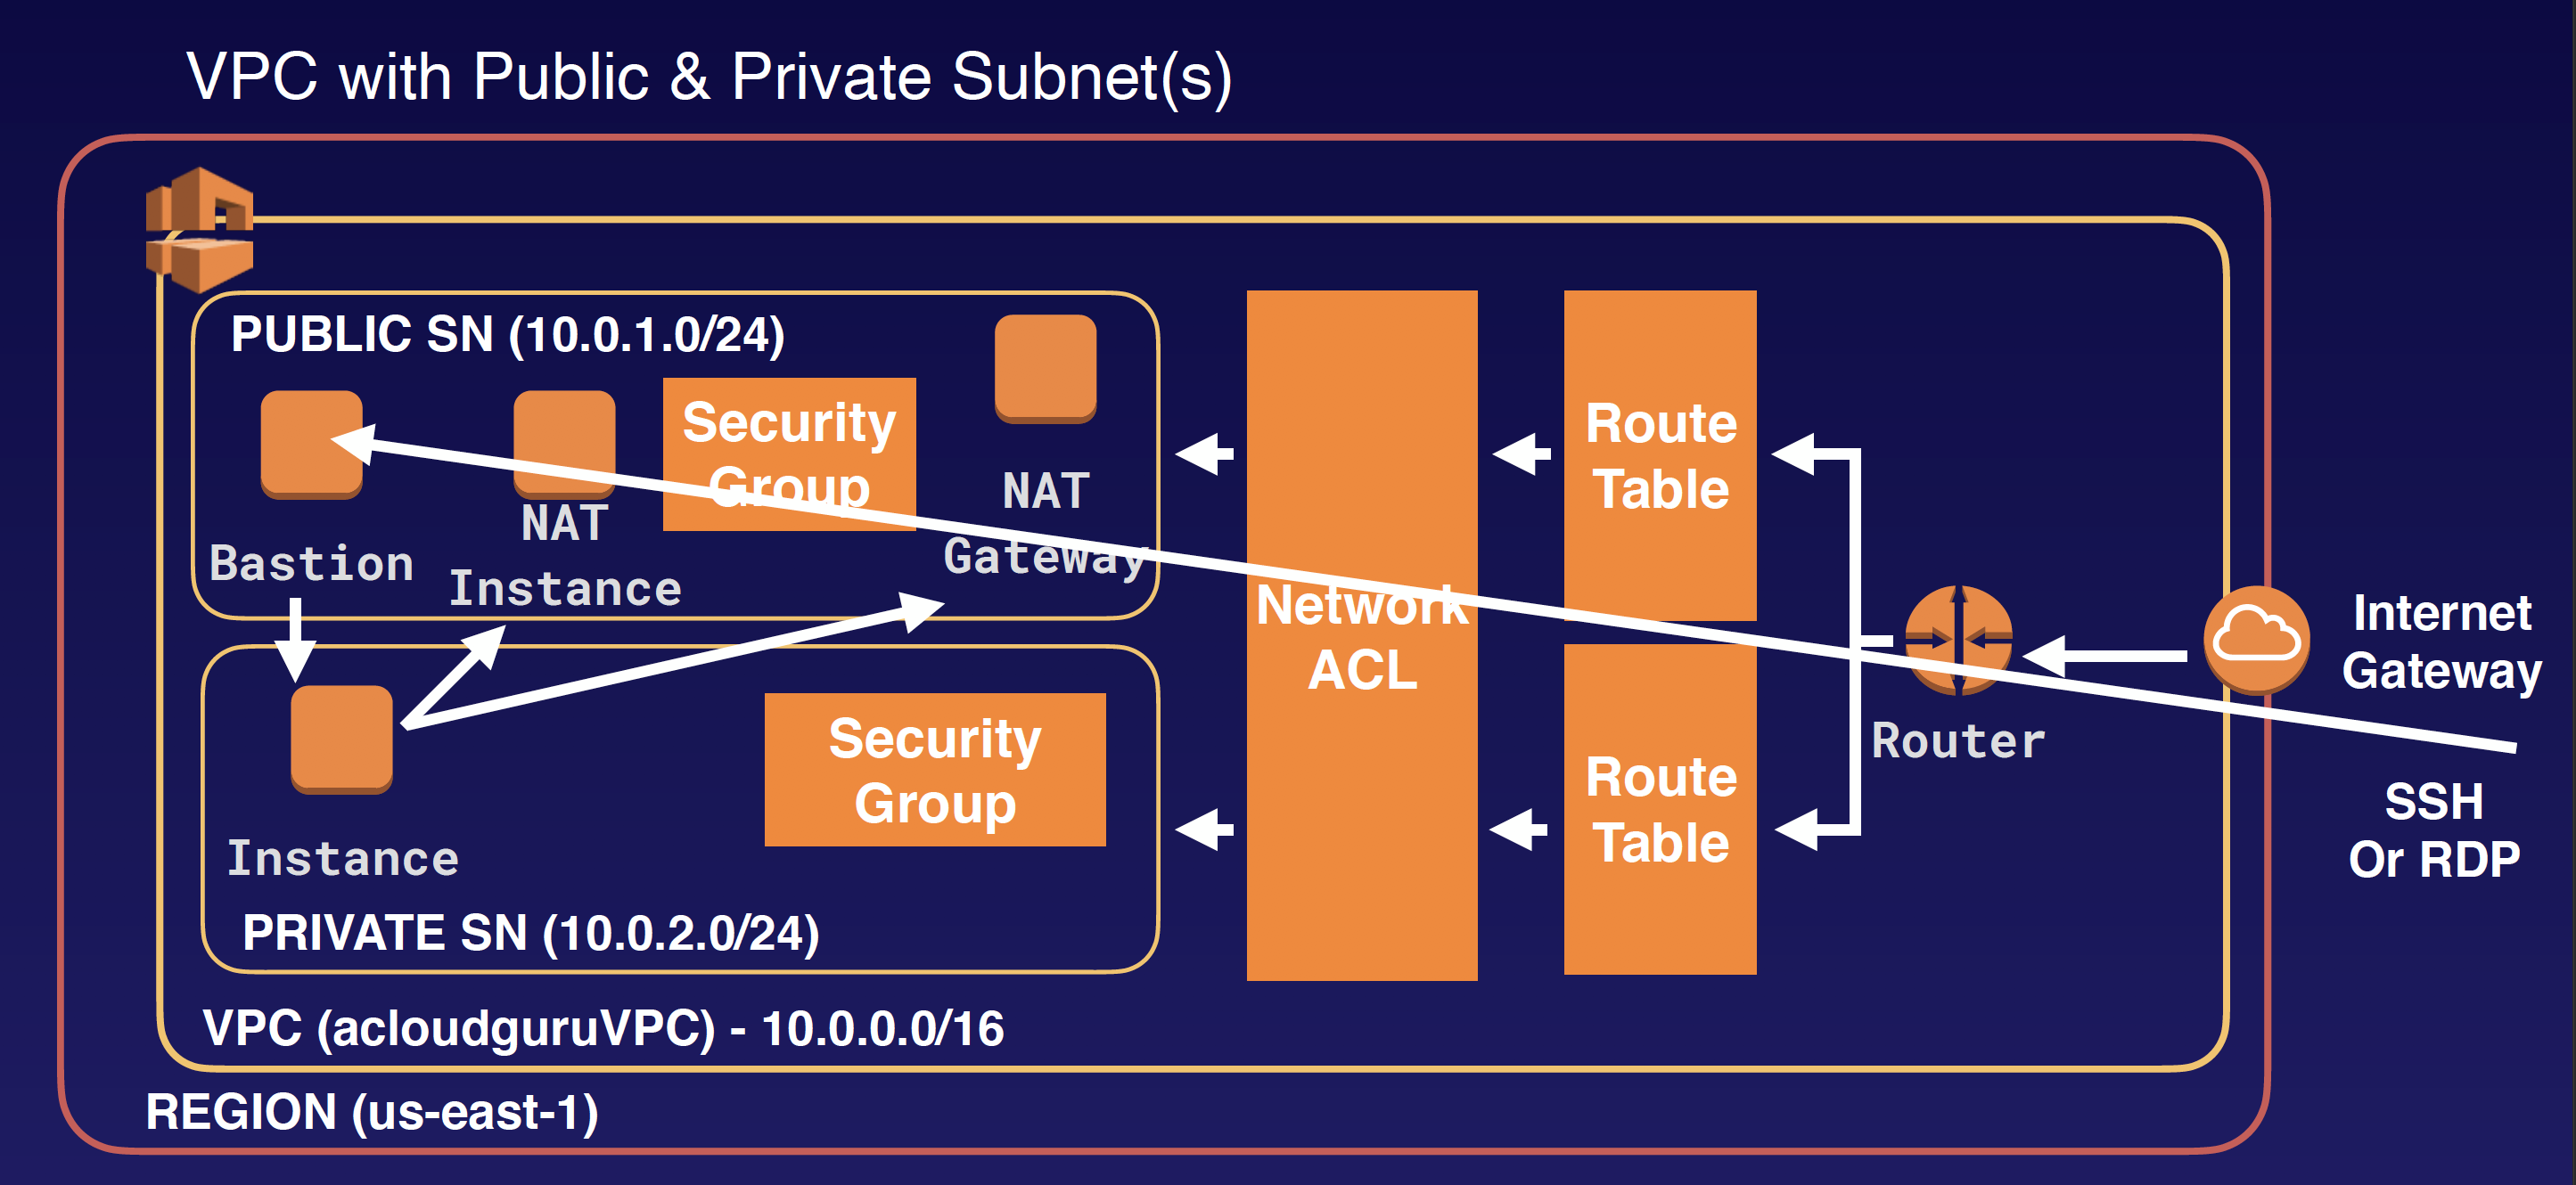 VPC with Public & Private Subnet(s)
PUBLIC SN (10.0.1.0/24)
Security
Group
NAT
Gateway
Bastion
NAT
Instance
Instance
Security
Group
PRIVATE SN (10.0.2.0/24)
Network
ACL
Route
Table
Route
Table
Router
Internet
Gateway
SSH
Or RDP
VPC (acloudguruVPC) - 10.0.0.0/16
REGION (us-east-1)